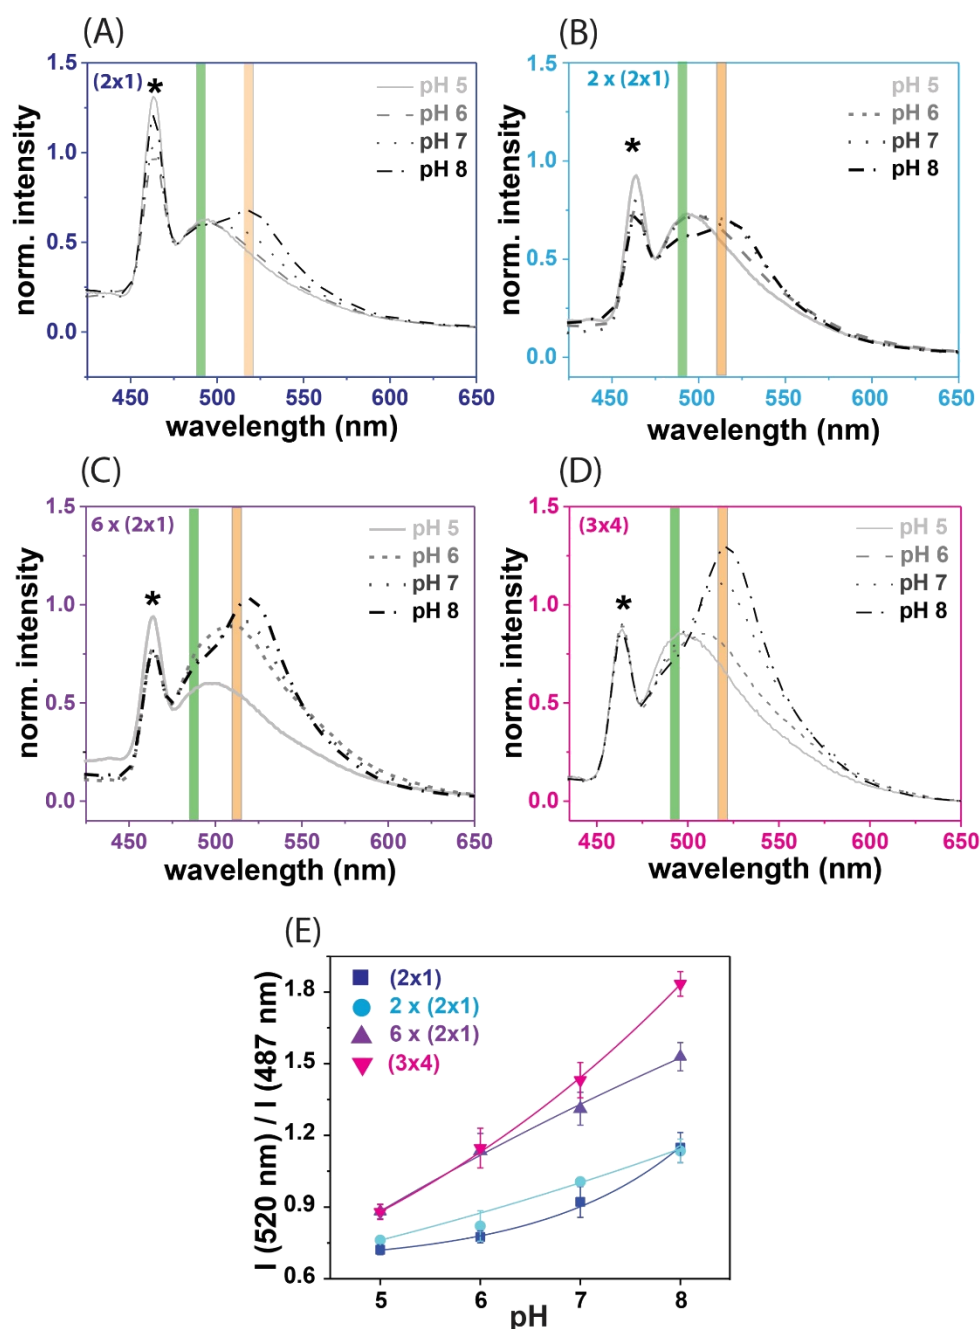 (A)
(2x1)
*
pH 5
pH 6
pH 7
pH 8
1.5
1.0
0.5
0.0
norm. intensity
450 500 550 600 650
wavelength (nm)
(B)
2 x (2x1)
*
pH 5
pH 6
pH 7
pH 8
1.5
1.0
0.5
0.0
norm. intensity
450 500 550 600 650
wavelength (nm)
(C)
6 x (2x1)
*
pH 5
pH 6
pH 7
pH 8
1.5
1.0
0.5
0.0
norm. intensity
450 500 550 600 650
wavelength (nm)
(D)
(3x4)
*
pH 5
pH 6
pH 7
pH 8
1.5
1.0
0.5
0.0
norm. intensity
450 500 550 600 650
wavelength (nm)
(E)
(2x1)
2 x (2x1)
6 x (2x1)
(3x4)
1.8
1.5
1.2
0.9
0.6
I (520 nm) / I (487 nm)
5 6 7 8
pH